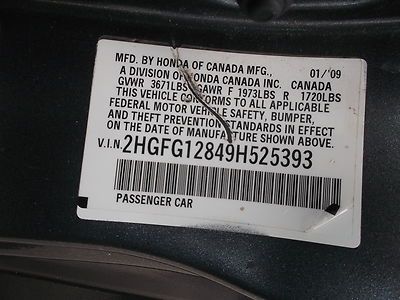 MFD. BY HONDA OF CANADA MFG., 01/'09
A DIVISION OF HONDA CANADA INC. CANADA
GVWR 3671LBS GAWR F 1973LBS R 1720LBS
THIS VEHICLE CONFORMS TO ALL APPLICABLE
FEDERAL MOTOR VEHICLE SAFETY, BUMPER,
AND THEFT PREVENTION STANDARDS IN EFFECT
ON THE DATE OF MANUFACTURE SHOWN ABOVE.
V.I.N. 2HGFG12849H525393
PASSENGER CAR